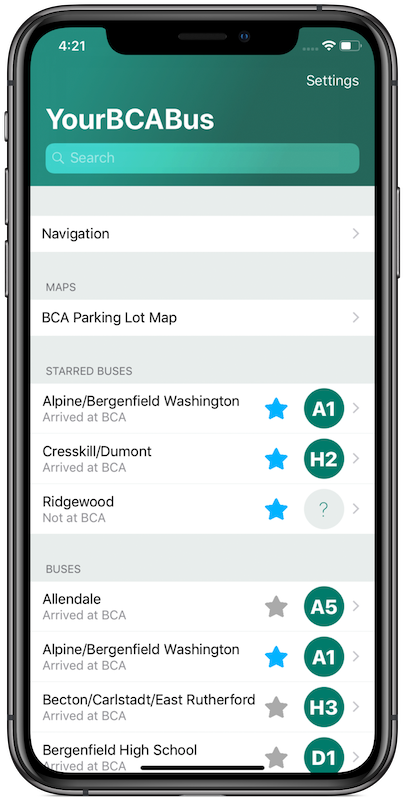 4:21
Settings
YourBCABus
Search
Navigation
MAPS
BCA Parking Lot Map
STARRED BUSES
Alpine/Bergenfield Washington
Arrived at BCA
A1
Cresskill/Dumont
Arrived at BCA
H2
Ridgewood
Not at BCA
?
BUSES
Allendale
Arrived at BCA
A5
Alpine/Bergenfield Washington
Arrived at BCA
A1
Becton/Carlstadt/East Rutherford
Arrived at BCA
H3
Bergenfield High School
Arrived at BCA
D1